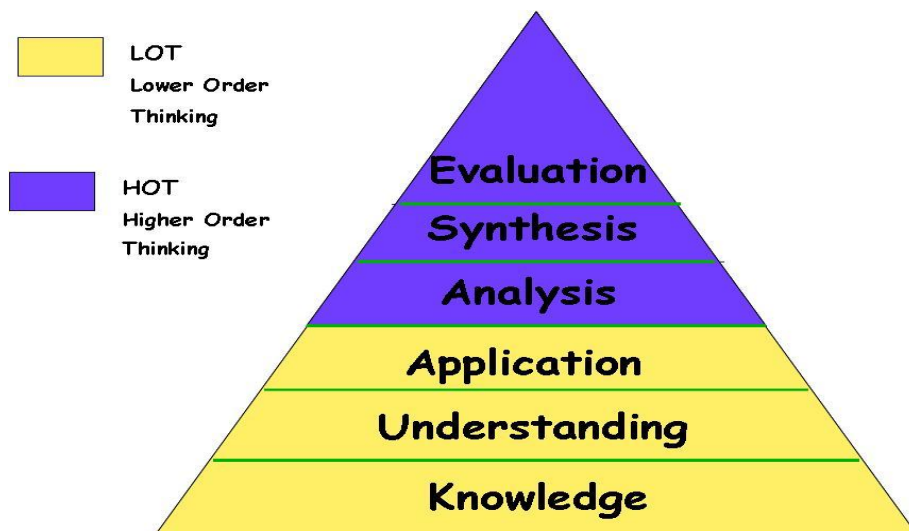 LOT
Lower Order
Thinking
HOT
Higher Order
Thinking
Evaluation
Synthesis
Analysis
Application
Understanding
Knowledge